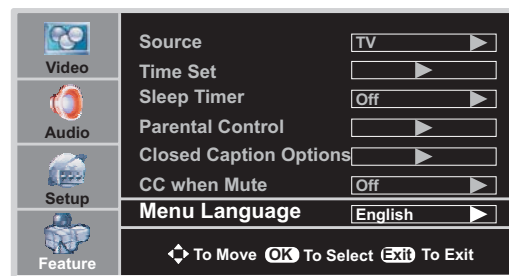 Video
Audio
Setup
Feature
Source TV
Time Set
Sleep Timer Off
Parental Control
Closed Caption Options
CC when Mute Off
Menu Language English
To Move OK To Select Exit To Exit